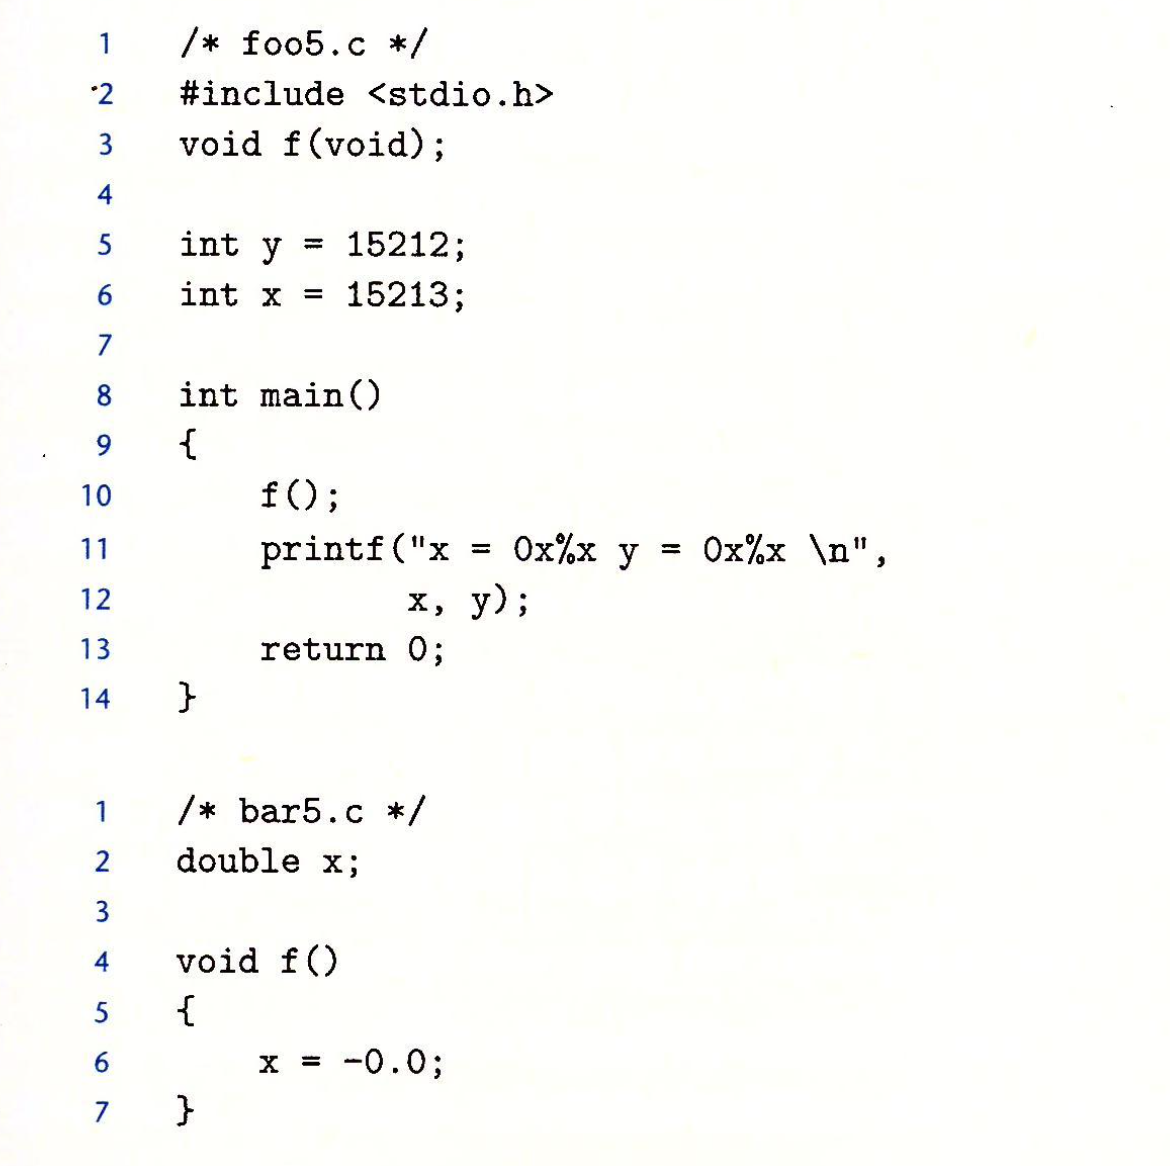 1 /* foo5.c */
2 #include <stdio.h>
3 void f(void);
4
5 int y = 15212;
6 int x = 15213;
7
8 int main()
9 {
10     f();
11     printf("x = 0x%x y = 0x%x \n",
12            x, y);
13     return 0;
14 }
1 /* bar5.c */
2 double x;
3
4 void f()
5 {
6     x = -0.0;
7 }